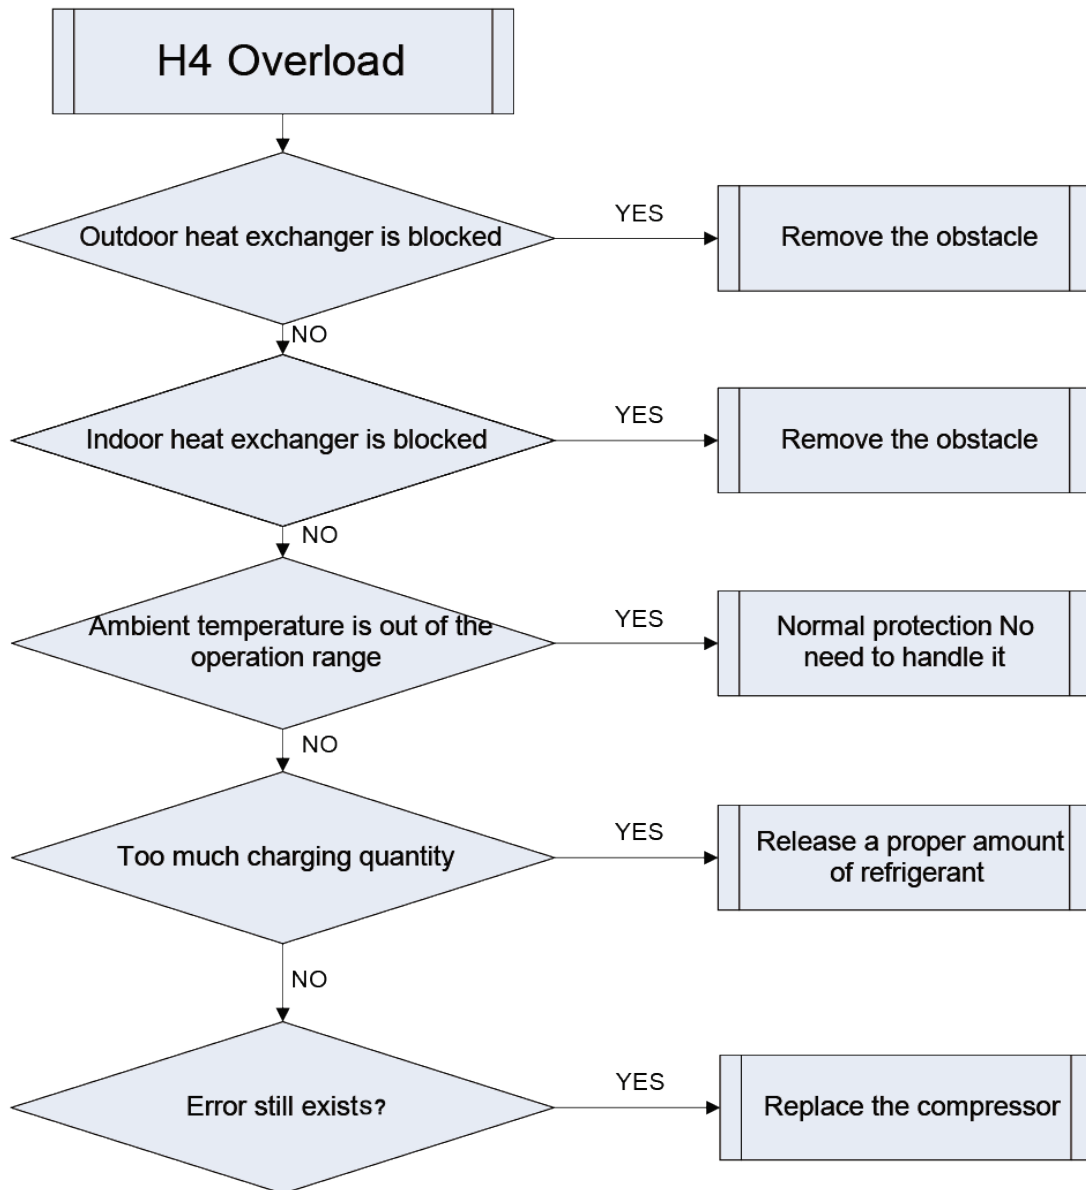 H4 Overload
Outdoor heat exchanger is blocked
YES
Remove the obstacle
NO
Indoor heat exchanger is blocked
YES
Remove the obstacle
NO
Ambient temperature is out of the
operation range
YES
Normal protection No
need to handle it
NO
Too much charging quantity
YES
Release a proper amount
of refrigerant
NO
Error still exists?
YES
Replace the compressor